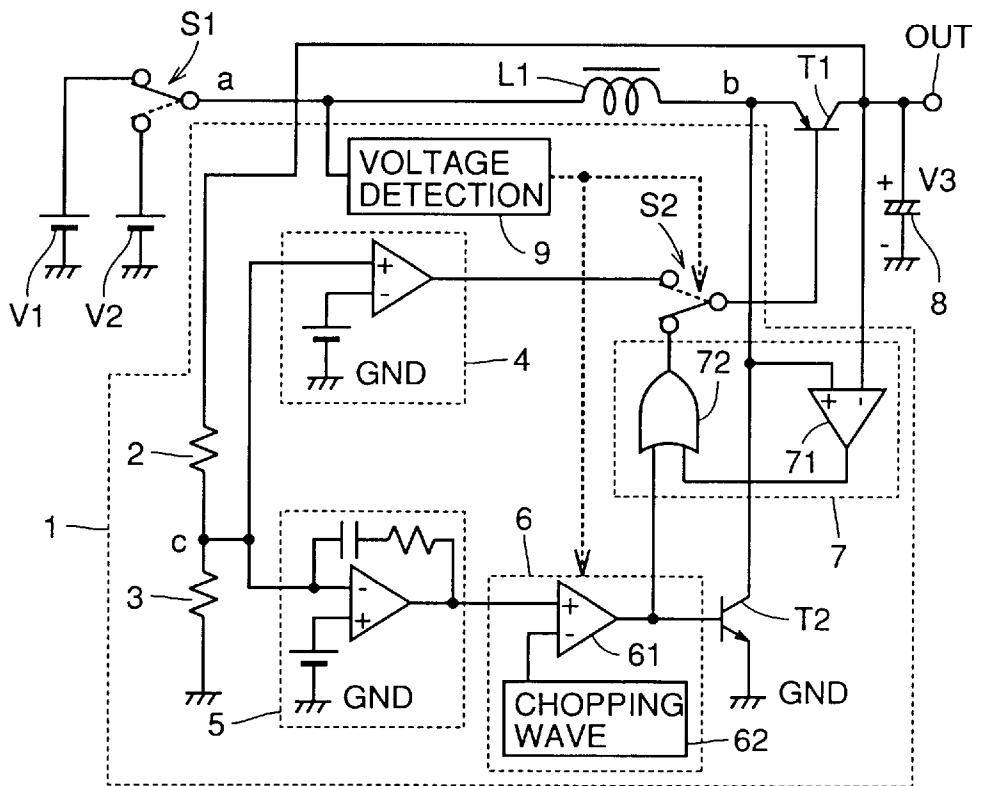 S1
OUT
a
L1
b
T1
VOLTAGE
DETECTION
S2
+
V3
-
9
8
V1
V2
+
-
GND
4
72
+
-
71
2
1
c
6
7
3
-
+
+
-
61
T2
GND
5
CHOPPING
WAVE
62
GND